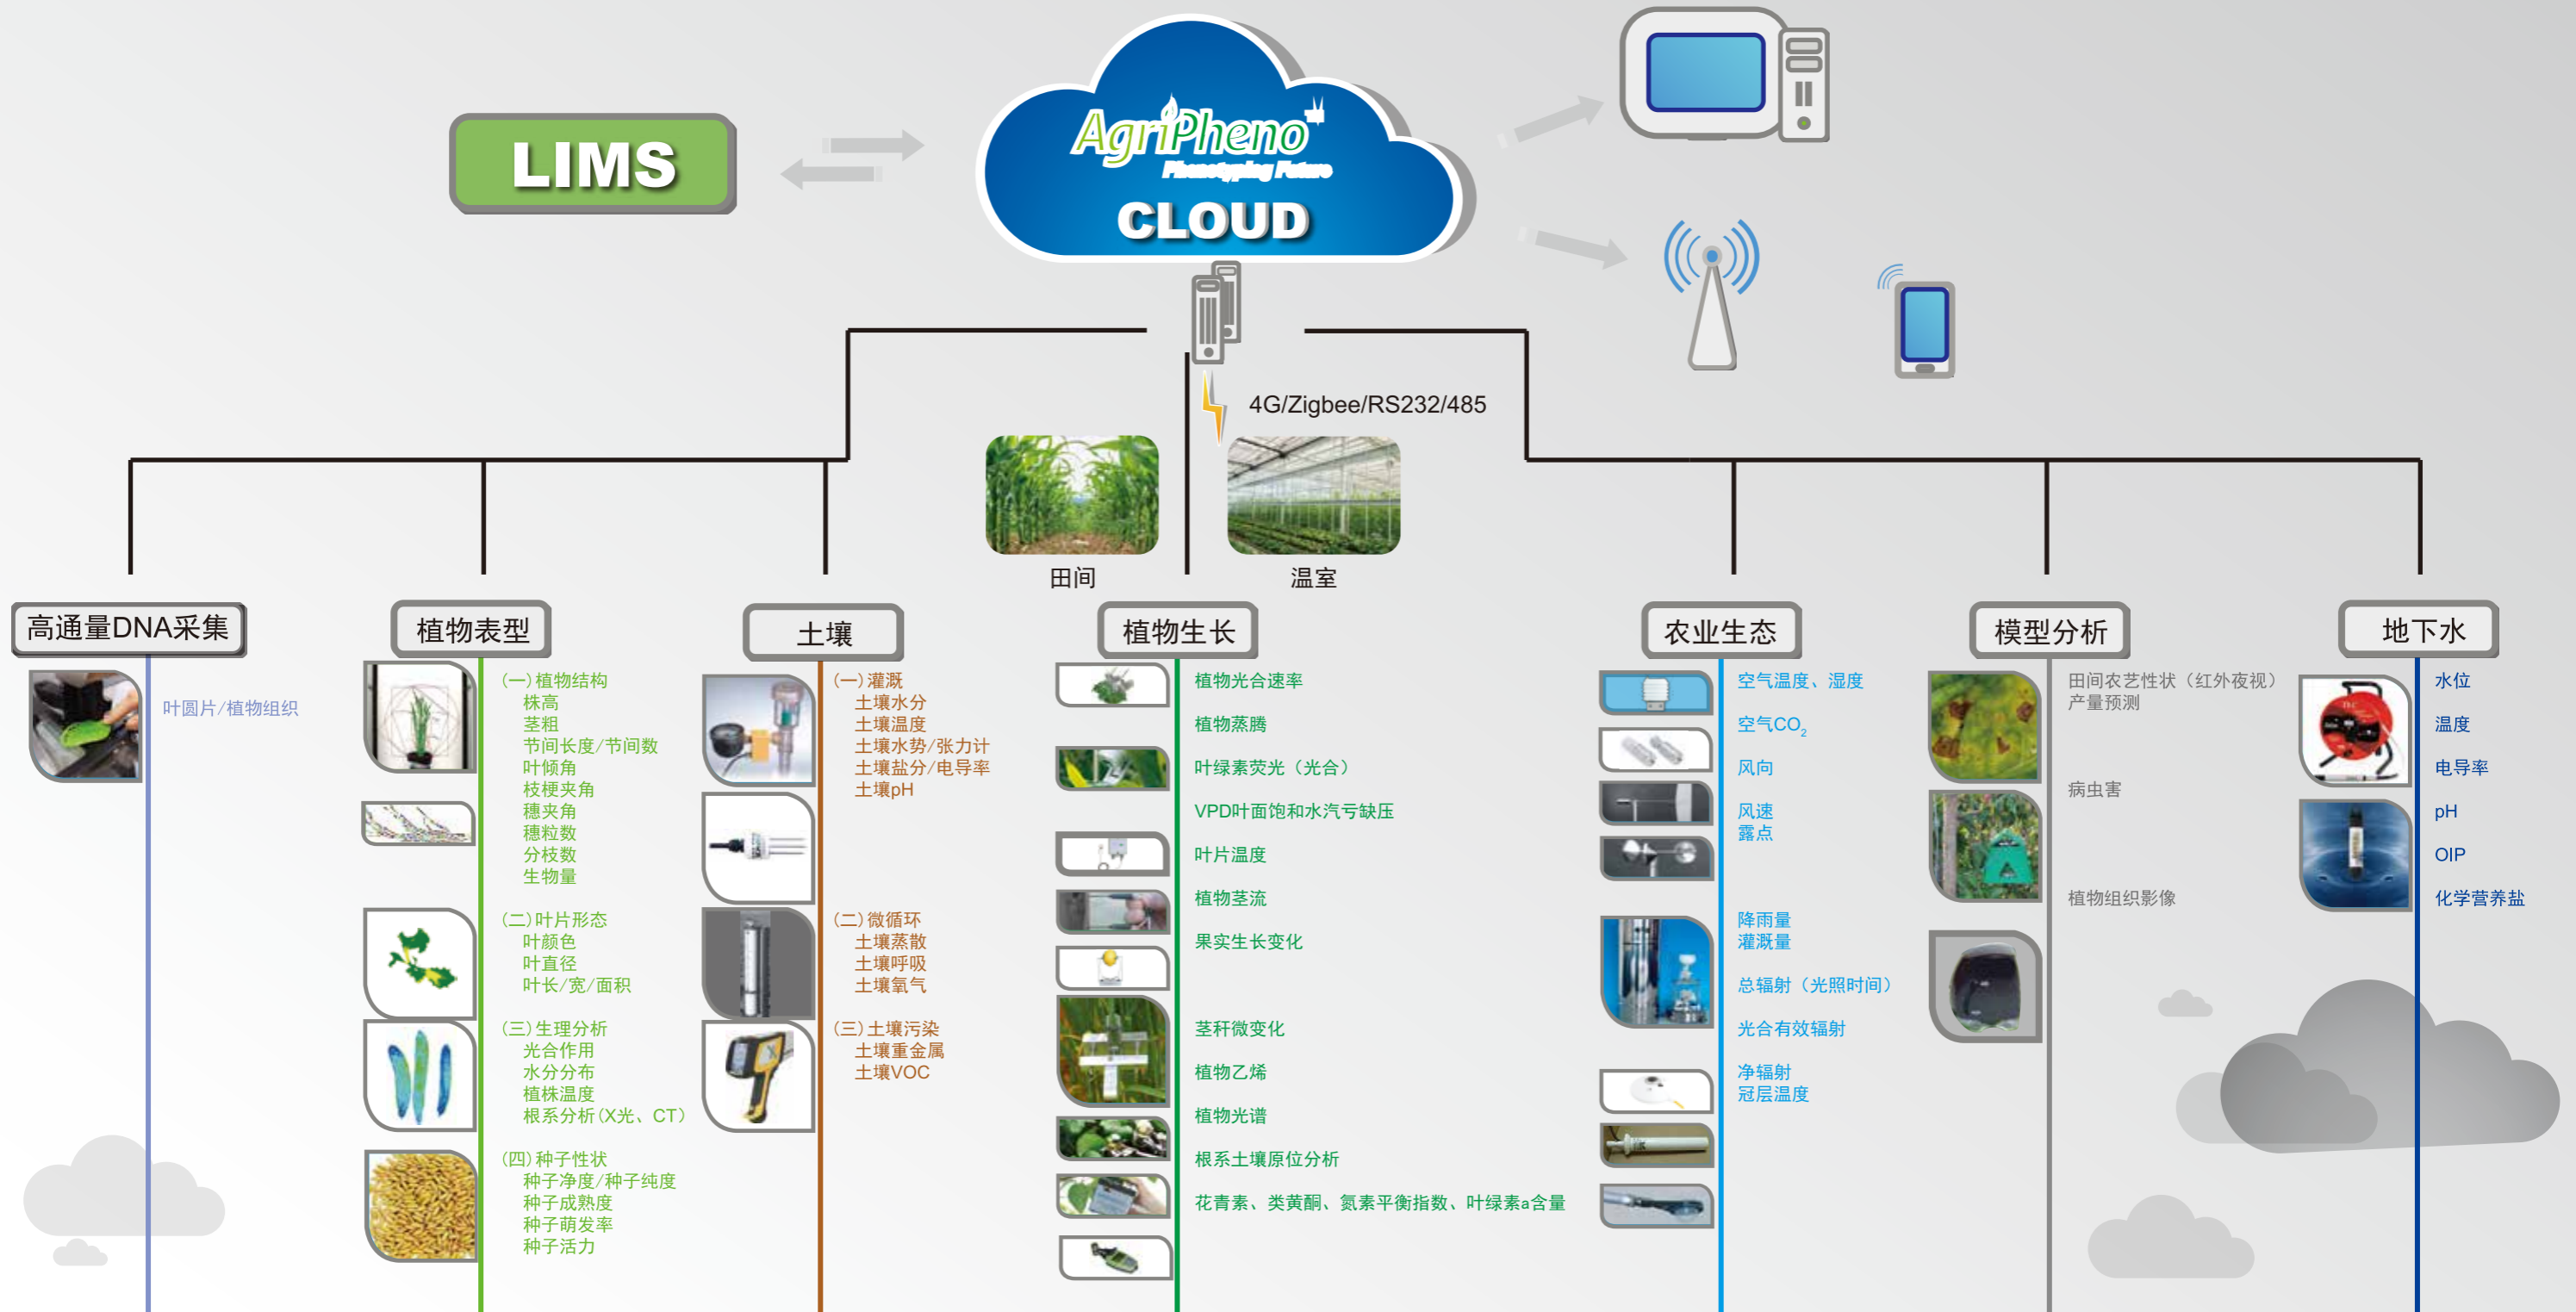 LIMS
AgriPheno
Phenotyping Future
CLOUD
4G/Zigbee/RS232/485
田间
温室
高通量DNA采集
叶圆片/植物组织
植物表型
(一)植物结构
株高
茎粗
节间长度/节间数
叶倾角
枝梗夹角
穗夹角
穗粒数
分枝数
生物量
(二)叶片形态
叶颜色
叶直径
叶长/宽/面积
(三)生理分析
光合作用
水分分布
植株温度
根系分析(X光、CT)
(四)种子性状
种子净度/种子纯度
种子成熟度
种子萌发率
种子活力
土壤
(一)灌溉
土壤水分
土壤温度
土壤水势/张力计
土壤盐分/电导率
土壤pH
(二)微循环
土壤蒸散
土壤呼吸
土壤氧气
(三)土壤污染
土壤重金属
土壤VOC
植物生长
植物光合速率
植物蒸腾
叶绿素荧光（光合）
VPD叶面饱和水汽亏缺压
叶片温度
植物茎流
果实生长变化
茎秆微变化
植物乙烯
植物光谱
根系土壤原位分析
花青素、类黄酮、氮素平衡指数、叶绿素a含量
农业生态
空气温度、湿度
空气CO₂
风向
风速
露点
降雨量
灌溉量
总辐射（光照时间）
光合有效辐射
净辐射
冠层温度
模型分析
田间农艺性状（红外夜视）
产量预测
病虫害
植物组织影像
地下水
水位
温度
电导率
pH
OIP
化学营养盐